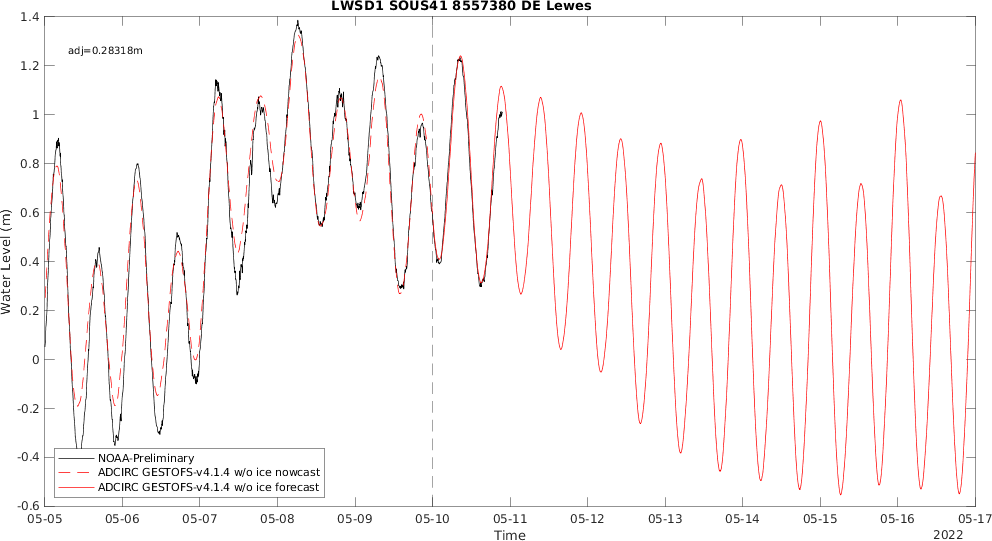 LWSD1 SOUS41 8557380 DE Lewes
adj=0.28318m
1.4
1.2
1
0.8
0.6
0.4
0.2
0
-0.2
-0.4
-0.6
Water Level (m)
NOAA-Preliminary
ADCIRC GESTOFS-v4.1.4 w/o ice nowcast
ADCIRC GESTOFS-v4.1.4 w/o ice forecast
05-05 05-06 05-07 05-08 05-09 05-10 05-11 05-12 05-13 05-14 05-15 05-16 05-17
Time
2022